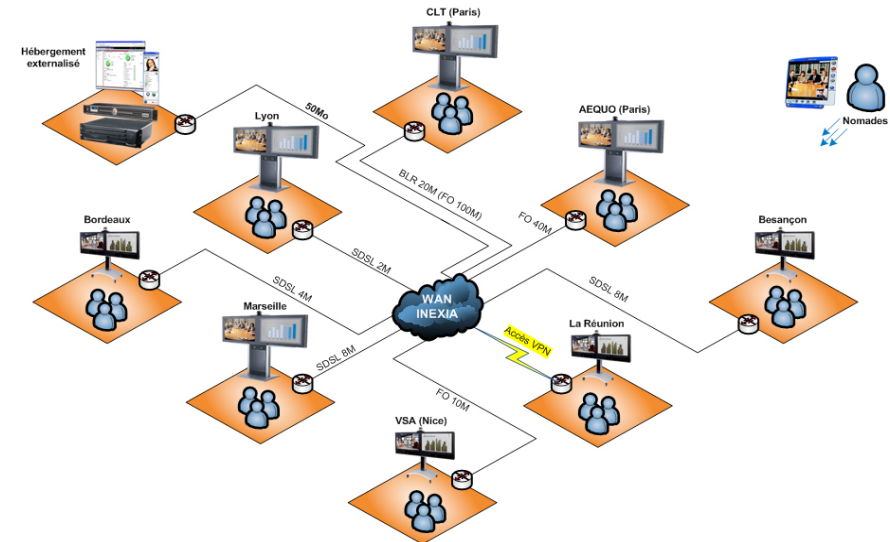 CLT (Paris)
Hébergement
externalisé
50Mo
Lyon
AEQUO (Paris)
Nomades
BLR 20M (FO 100M)
FO 40M
Bordeaux
Besançon
SDSL 2M
SDSL 4M
SDSL 8M
WAN
INEXIA
Marseille
La Réunion
Accès VPN
SDSL 8M
FO 10M
VSA (Nice)